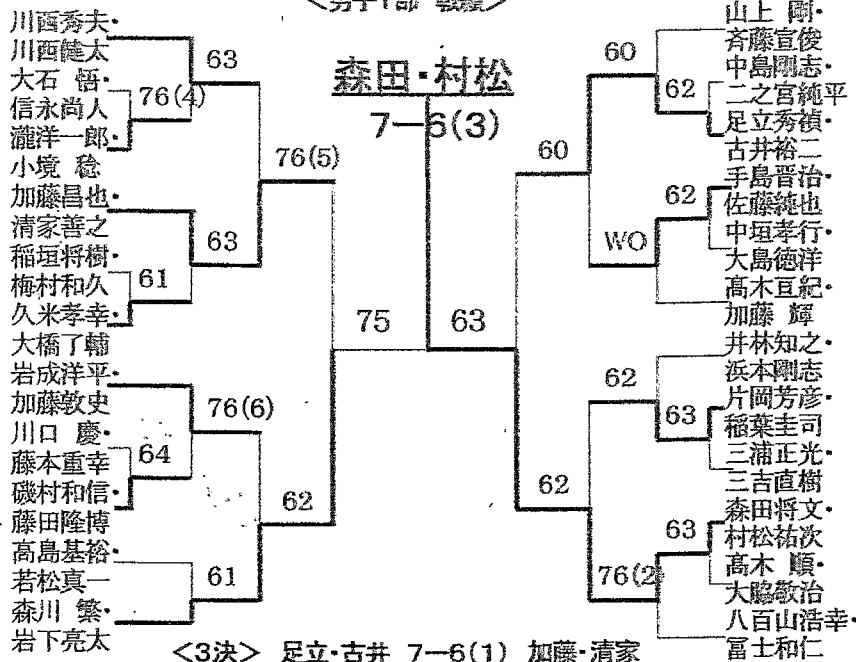 <男子1部 戦績>
森田・村松
7−6(3)
川西秀夫・
川西健太
大石 悟・
信永尚人
瀧洋一郎・
小境 稔
加藤昌也・
清家善之
稲垣将樹・
梅村和久
久米孝幸・
大橋了輔
岩成洋平・
加藤敦史
川口 慶・
藤本重幸
磯村和信・
藤田隆博
高島基裕・
若松真一
森川 繁・
岩下亮太
63
76(4)
76(5)
63
61
75
76(6)
64
62
61
63
60
62
60
62
WO
62
63
62
63
76(2)
山上 剛・
斉藤宣俊
中島剛志・
二之宮純平
足立秀禎・
古井裕二
手島晋治・
佐藤純也
中垣孝行・
大島徳洋
髙木亘紀・
加藤 輝
井林知之・
浜本剛志
片岡芳彦・
稲葉圭司
三浦正光・
三吉直樹
森田将文・
村松祐次
髙木 順・
大脇敬治
八百山浩幸・
冨士和仁
<3決> 足立・古井 7−6(1) 加藤・清家